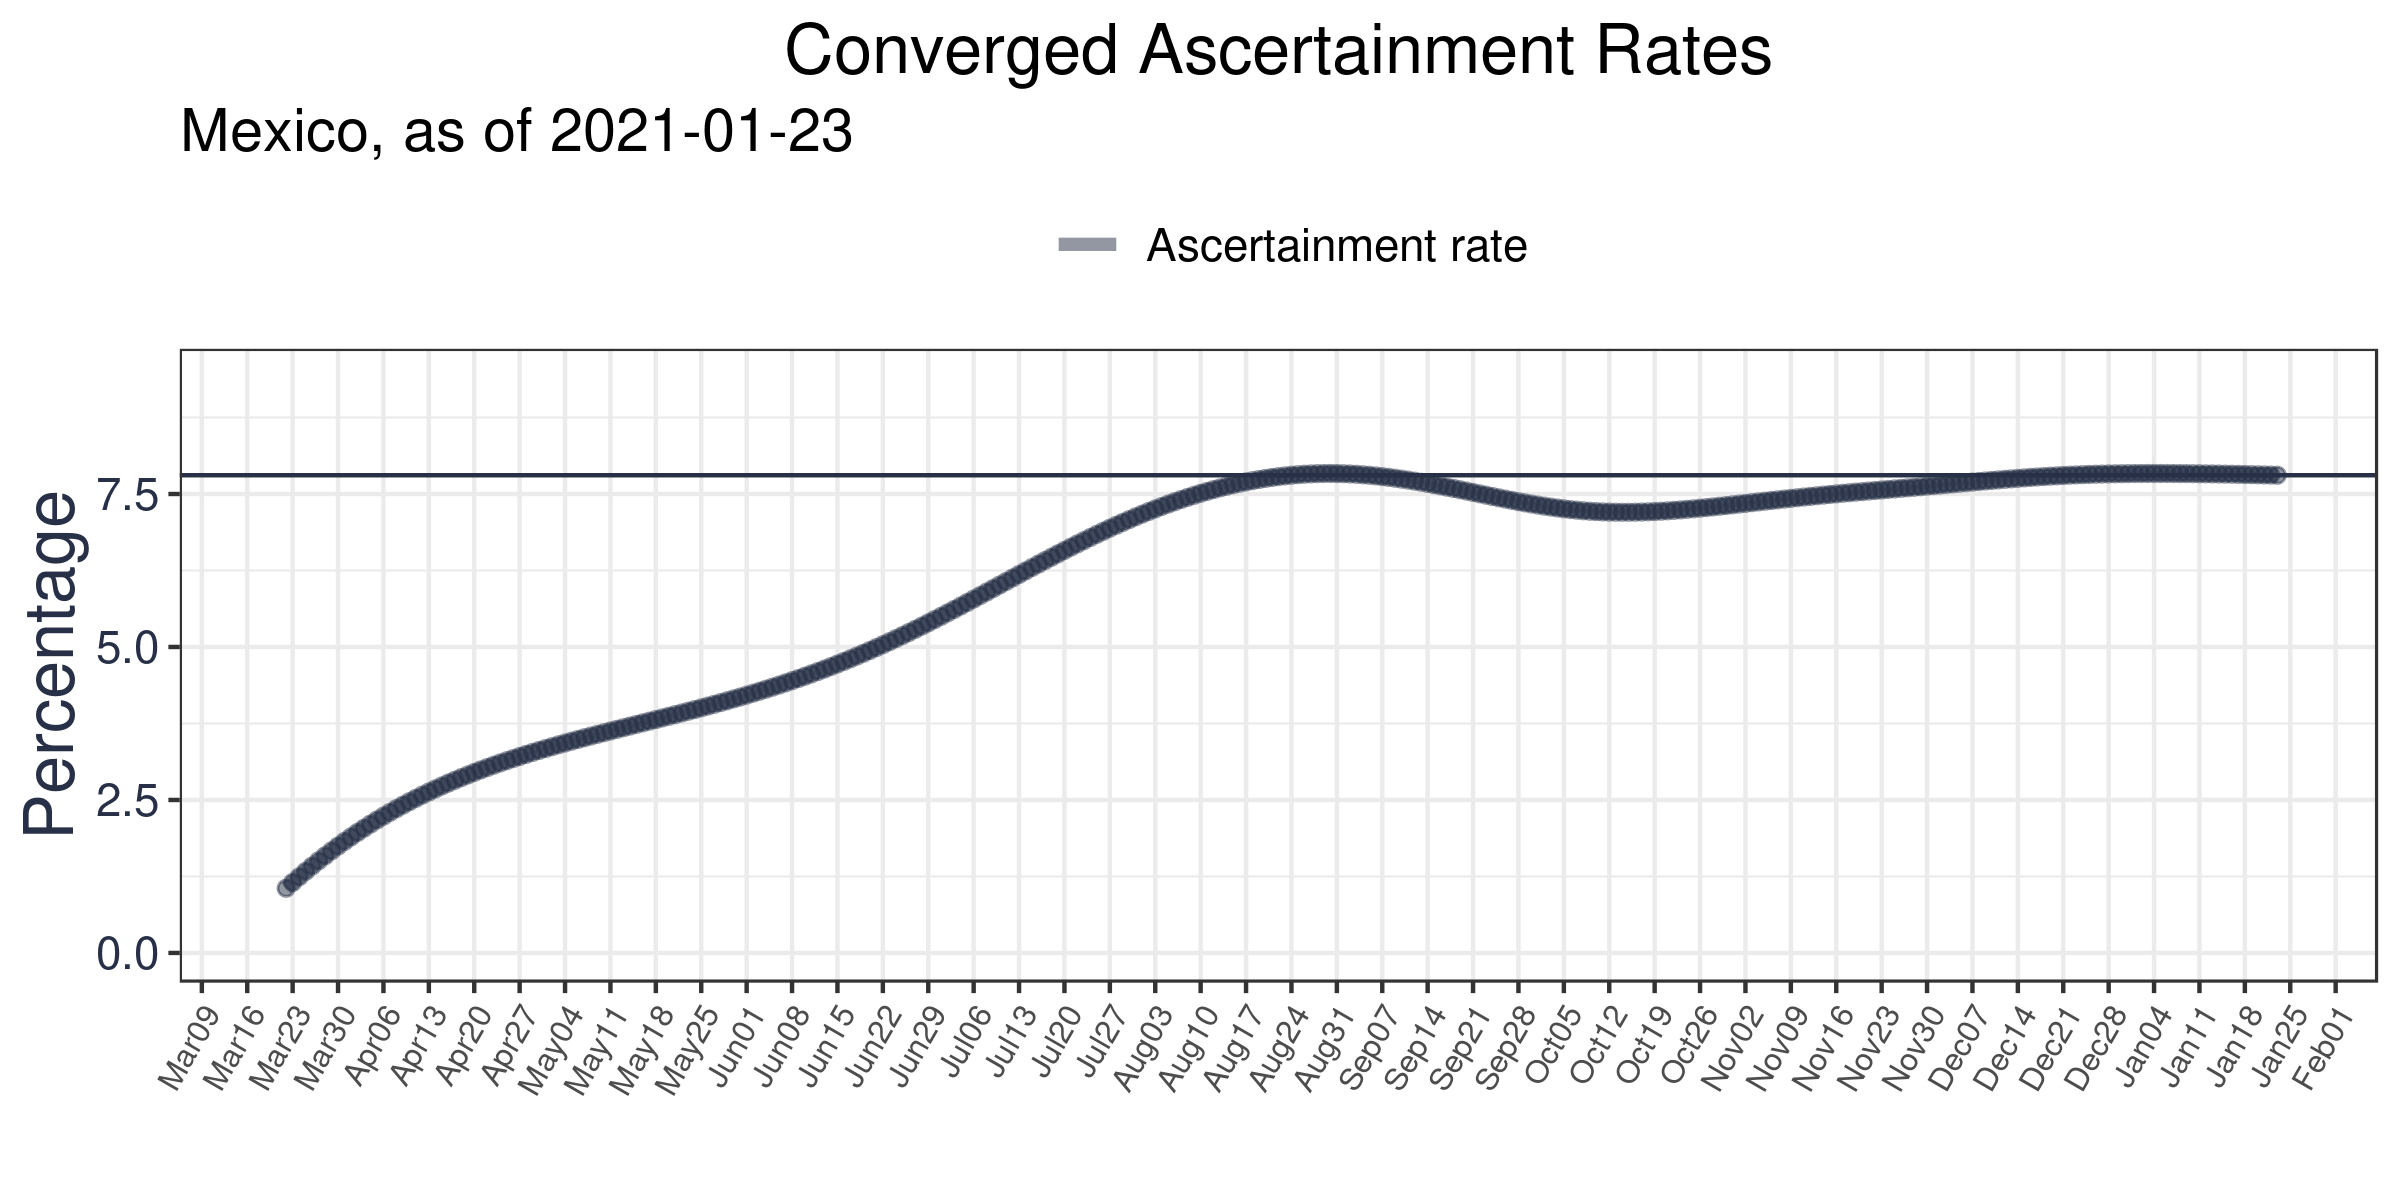 Converged Ascertainment Rates
Mexico, as of 2021-01-23
Ascertainment rate
Percentage
7.5
5.0
2.5
0.0
Mar09
Mar16
Mar23
Mar30
Apr06
Apr13
Apr20
Apr27
May04
May11
May18
May25
Jun01
Jun08
Jun15
Jun22
Jun29
Jul06
Jul13
Jul20
Jul27
Aug03
Aug10
Aug17
Aug24
Aug31
Sep07
Sep14
Sep21
Sep28
Oct05
Oct12
Oct19
Oct26
Nov02
Nov09
Nov16
Nov23
Nov30
Dec07
Dec14
Dec21
Dec28
Jan04
Jan11
Jan18
Jan25
Feb01